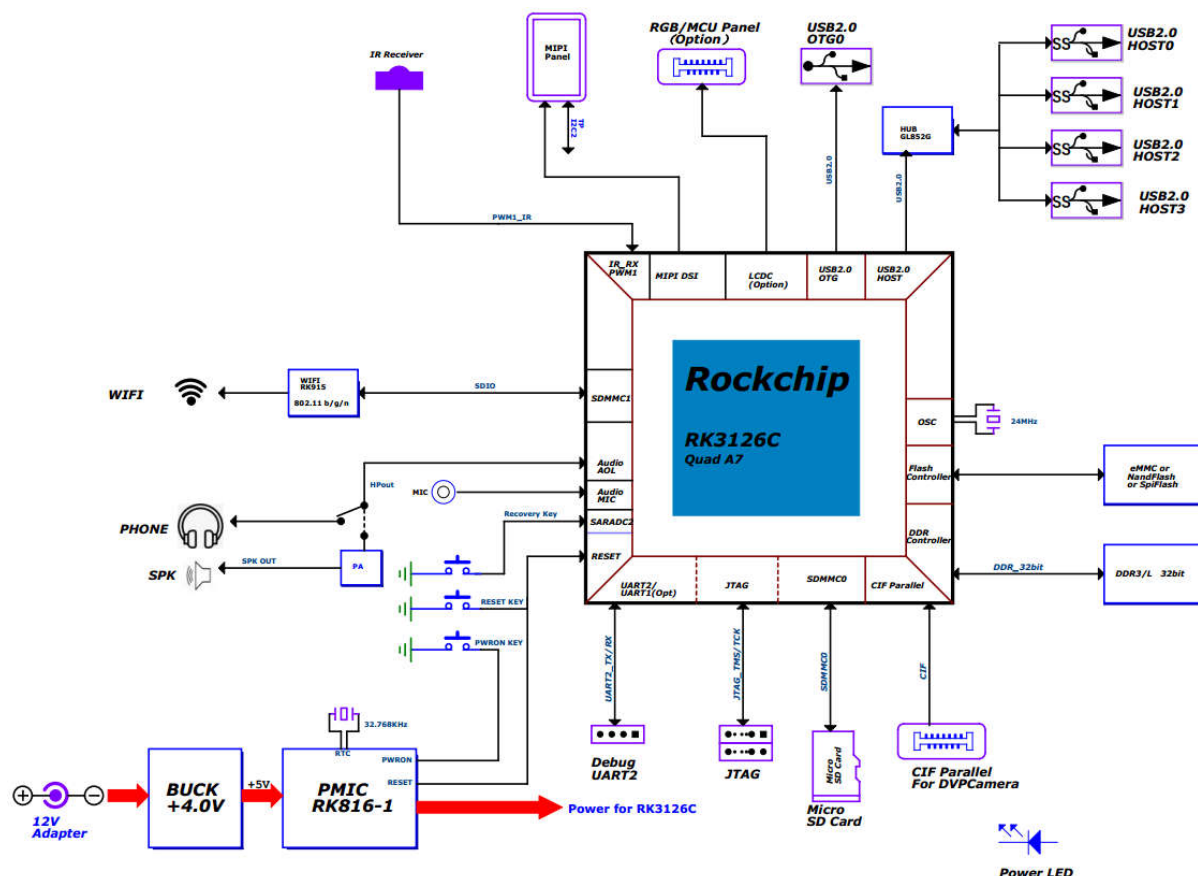 RGB/MCU Panel
(Option)
USB2.0
OTG0
USB2.0
HOST0
IR Receiver
MIPI
Panel
SS
USB2.0
HOST1
SS
HUB
GL852G
TP
I2C2
USB2.0
HOST2
SS
USB2.0
USB2.0
USB2.0
HOST3
SS
PWM1_IR
IR_RX
PWM1
MIPI DSI
LCDC
(Option)
USB2.0
OTG
USB2.0
HOST
WIFI
WIFI
RK915
802.11 b/g/n
SDIO
SDMMC1
Rockchip
RK3126C
Quad A7
OSC
24MHz
Audio
AOL
HPout
MIC
Audio
MIC
Flash
Controller
eMMC or
NandFlash
or SpiFlash
PHONE
Recovery Key
SARADC2
DDR
Controller
SPK
SPK OUT
PA
RESET
DDR_32bit
DDR3/L 32bit
UART2/
UART1(Opt)
JTAG
SDMMC0
CIF Parallel
RESET KEY
PWRON KEY
UART2_TX/RX
JTAG_TMS/TCK
SDMMC0
CIF
32.768KHz
RTC
PWRON
RESET
Debug
UART2
JTAG
Micro
SD Card
Micro
SD Card
CIF Parallel
For DVPCamera
12V
Adapter
BUCK
+4.0V
+5V
PMIC
RK816-1
Power for RK3126C
Power LED